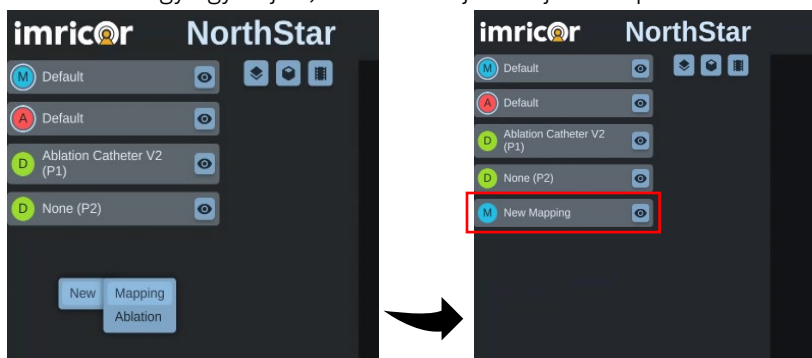 imricor NorthStar
M Default
A Default
D Ablation Catheter V2
(P1)
D None (P2)
New Mapping
Ablation
imricor NorthStar
M Default
A Default
D Ablation Catheter V2
(P1)
D None (P2)
M New Mapping